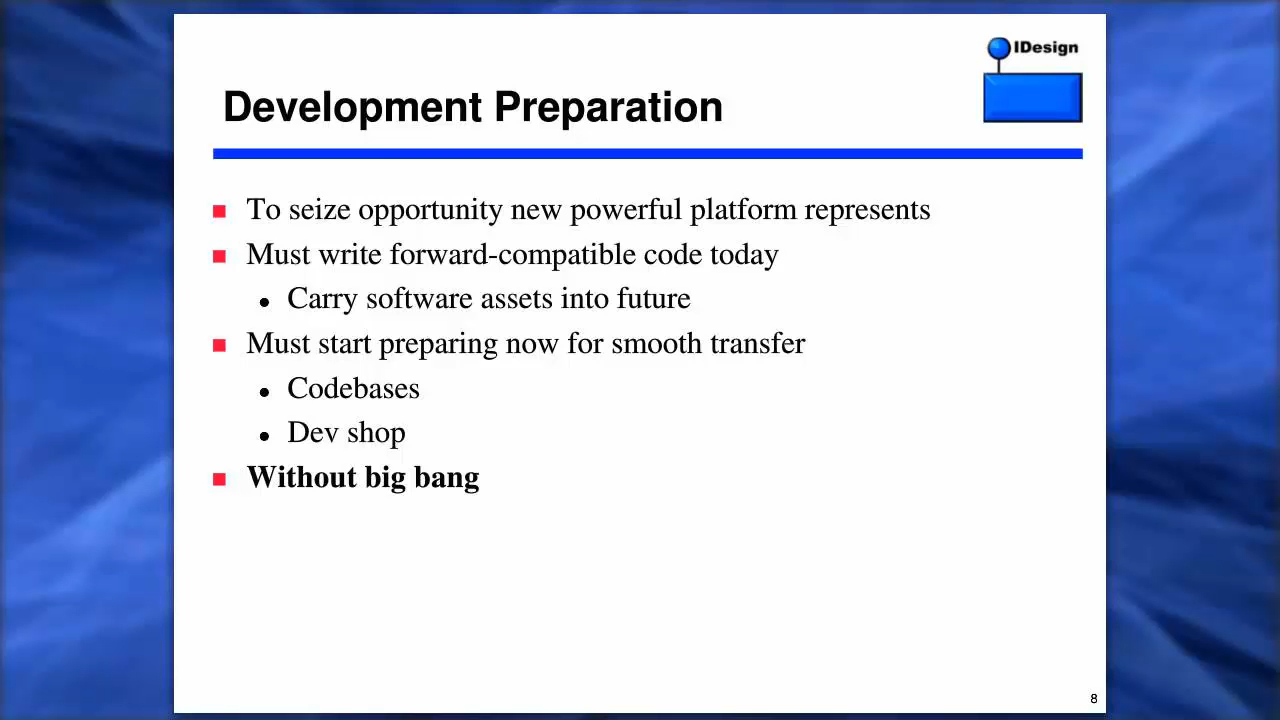 IDesign
Development Preparation
To seize opportunity new powerful platform represents
Must write forward-compatible code today
Carry software assets into future
Must start preparing now for smooth transfer
Codebases
Dev shop
Without big bang
8